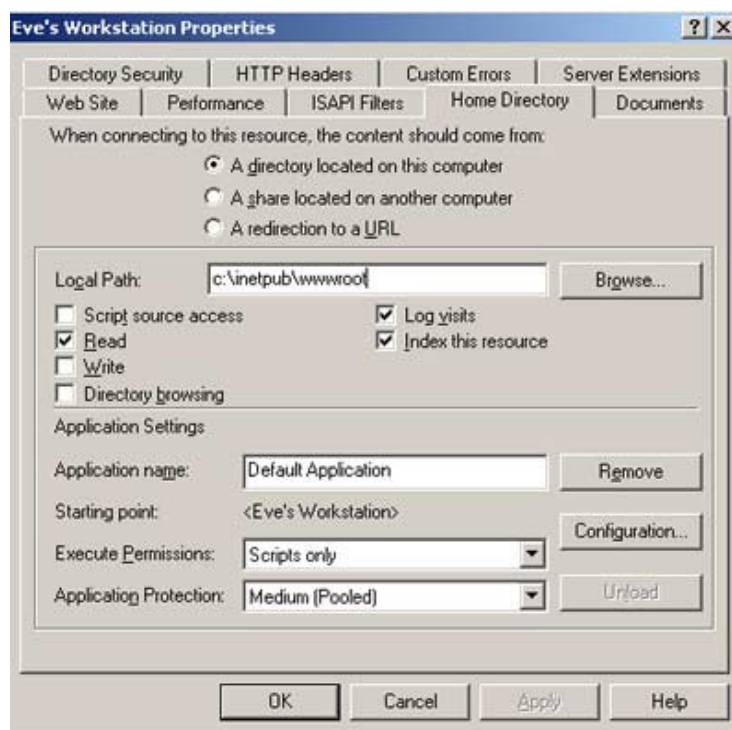 Eve's Workstation Properties
Directory Security HTTP Headers Custom Errors Server Extensions
Web Site Performance ISAPI Filters Home Directory Documents
When connecting to this resource, the content should come from:
A directory located on this computer
A share located on another computer
A redirection to a URL
Local Path: c:\inetpub\wwwroot Browse...
Script source access Log visits
Read Index this resource
Write
Directory browsing
Application Settings
Application name: Default Application Remove
Starting point: <Eve's Workstation>
Configuration...
Execute Permissions: Scripts only
Application Protection: Medium (Pooled) Unload
OK Cancel Apply Help